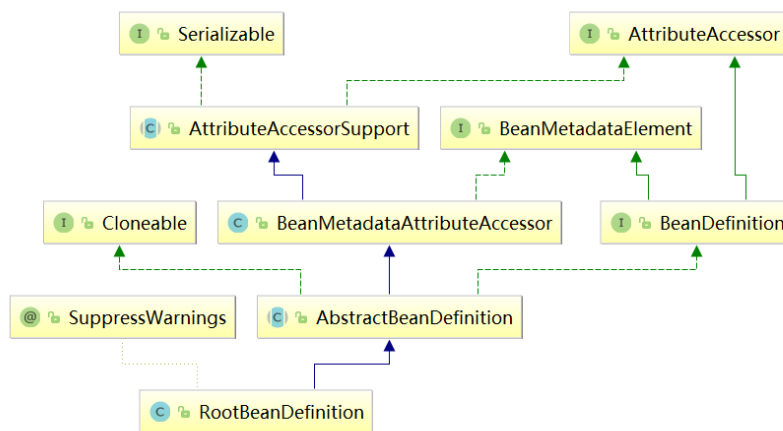 I Serializable
I AttributeAccessor
C AttributeAccessorSupport
I BeanMetadataElement
I Cloneable
C BeanMetadataAttributeAccessor
I BeanDefinition
@ SuppressWarnings
C AbstractBeanDefinition
C RootBeanDefinition